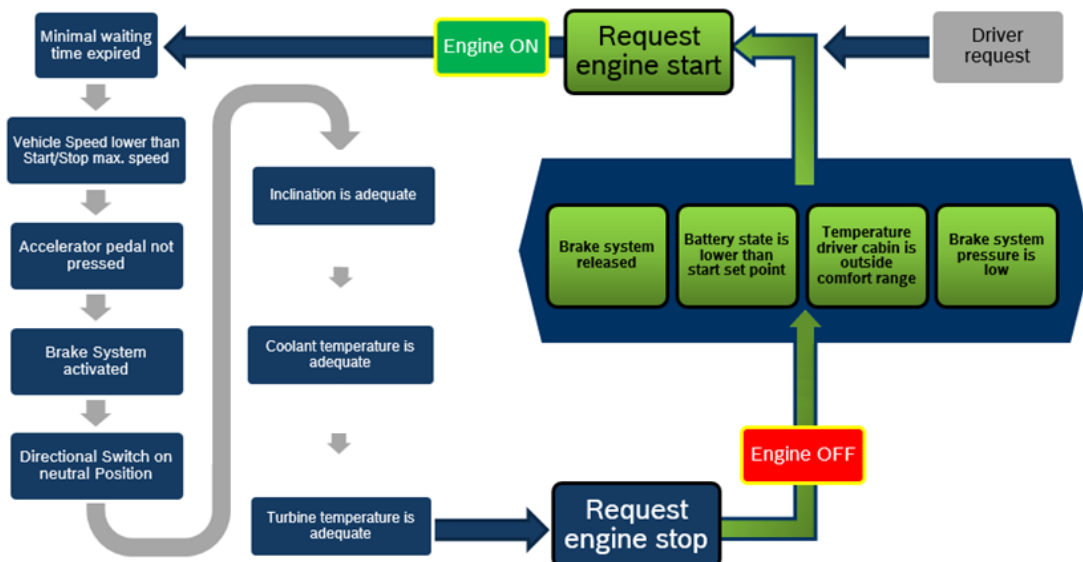 Minimal waiting
time expired
Engine ON
Request
engine start
Driver
request
Vehicle Speed lower than
Start/Stop max. speed
Inclination is adequate
Accelerator pedal not
pressed
Brake system
released
Battery state is
lower than
start set point
Temperature
driver cabin is
outside
comfort range
Brake system
pressure is
low
Brake System
activated
Coolant temperature is
adequate
Directional Switch on
neutral Position
Engine OFF
Turbine temperature is
adequate
Request
engine stop